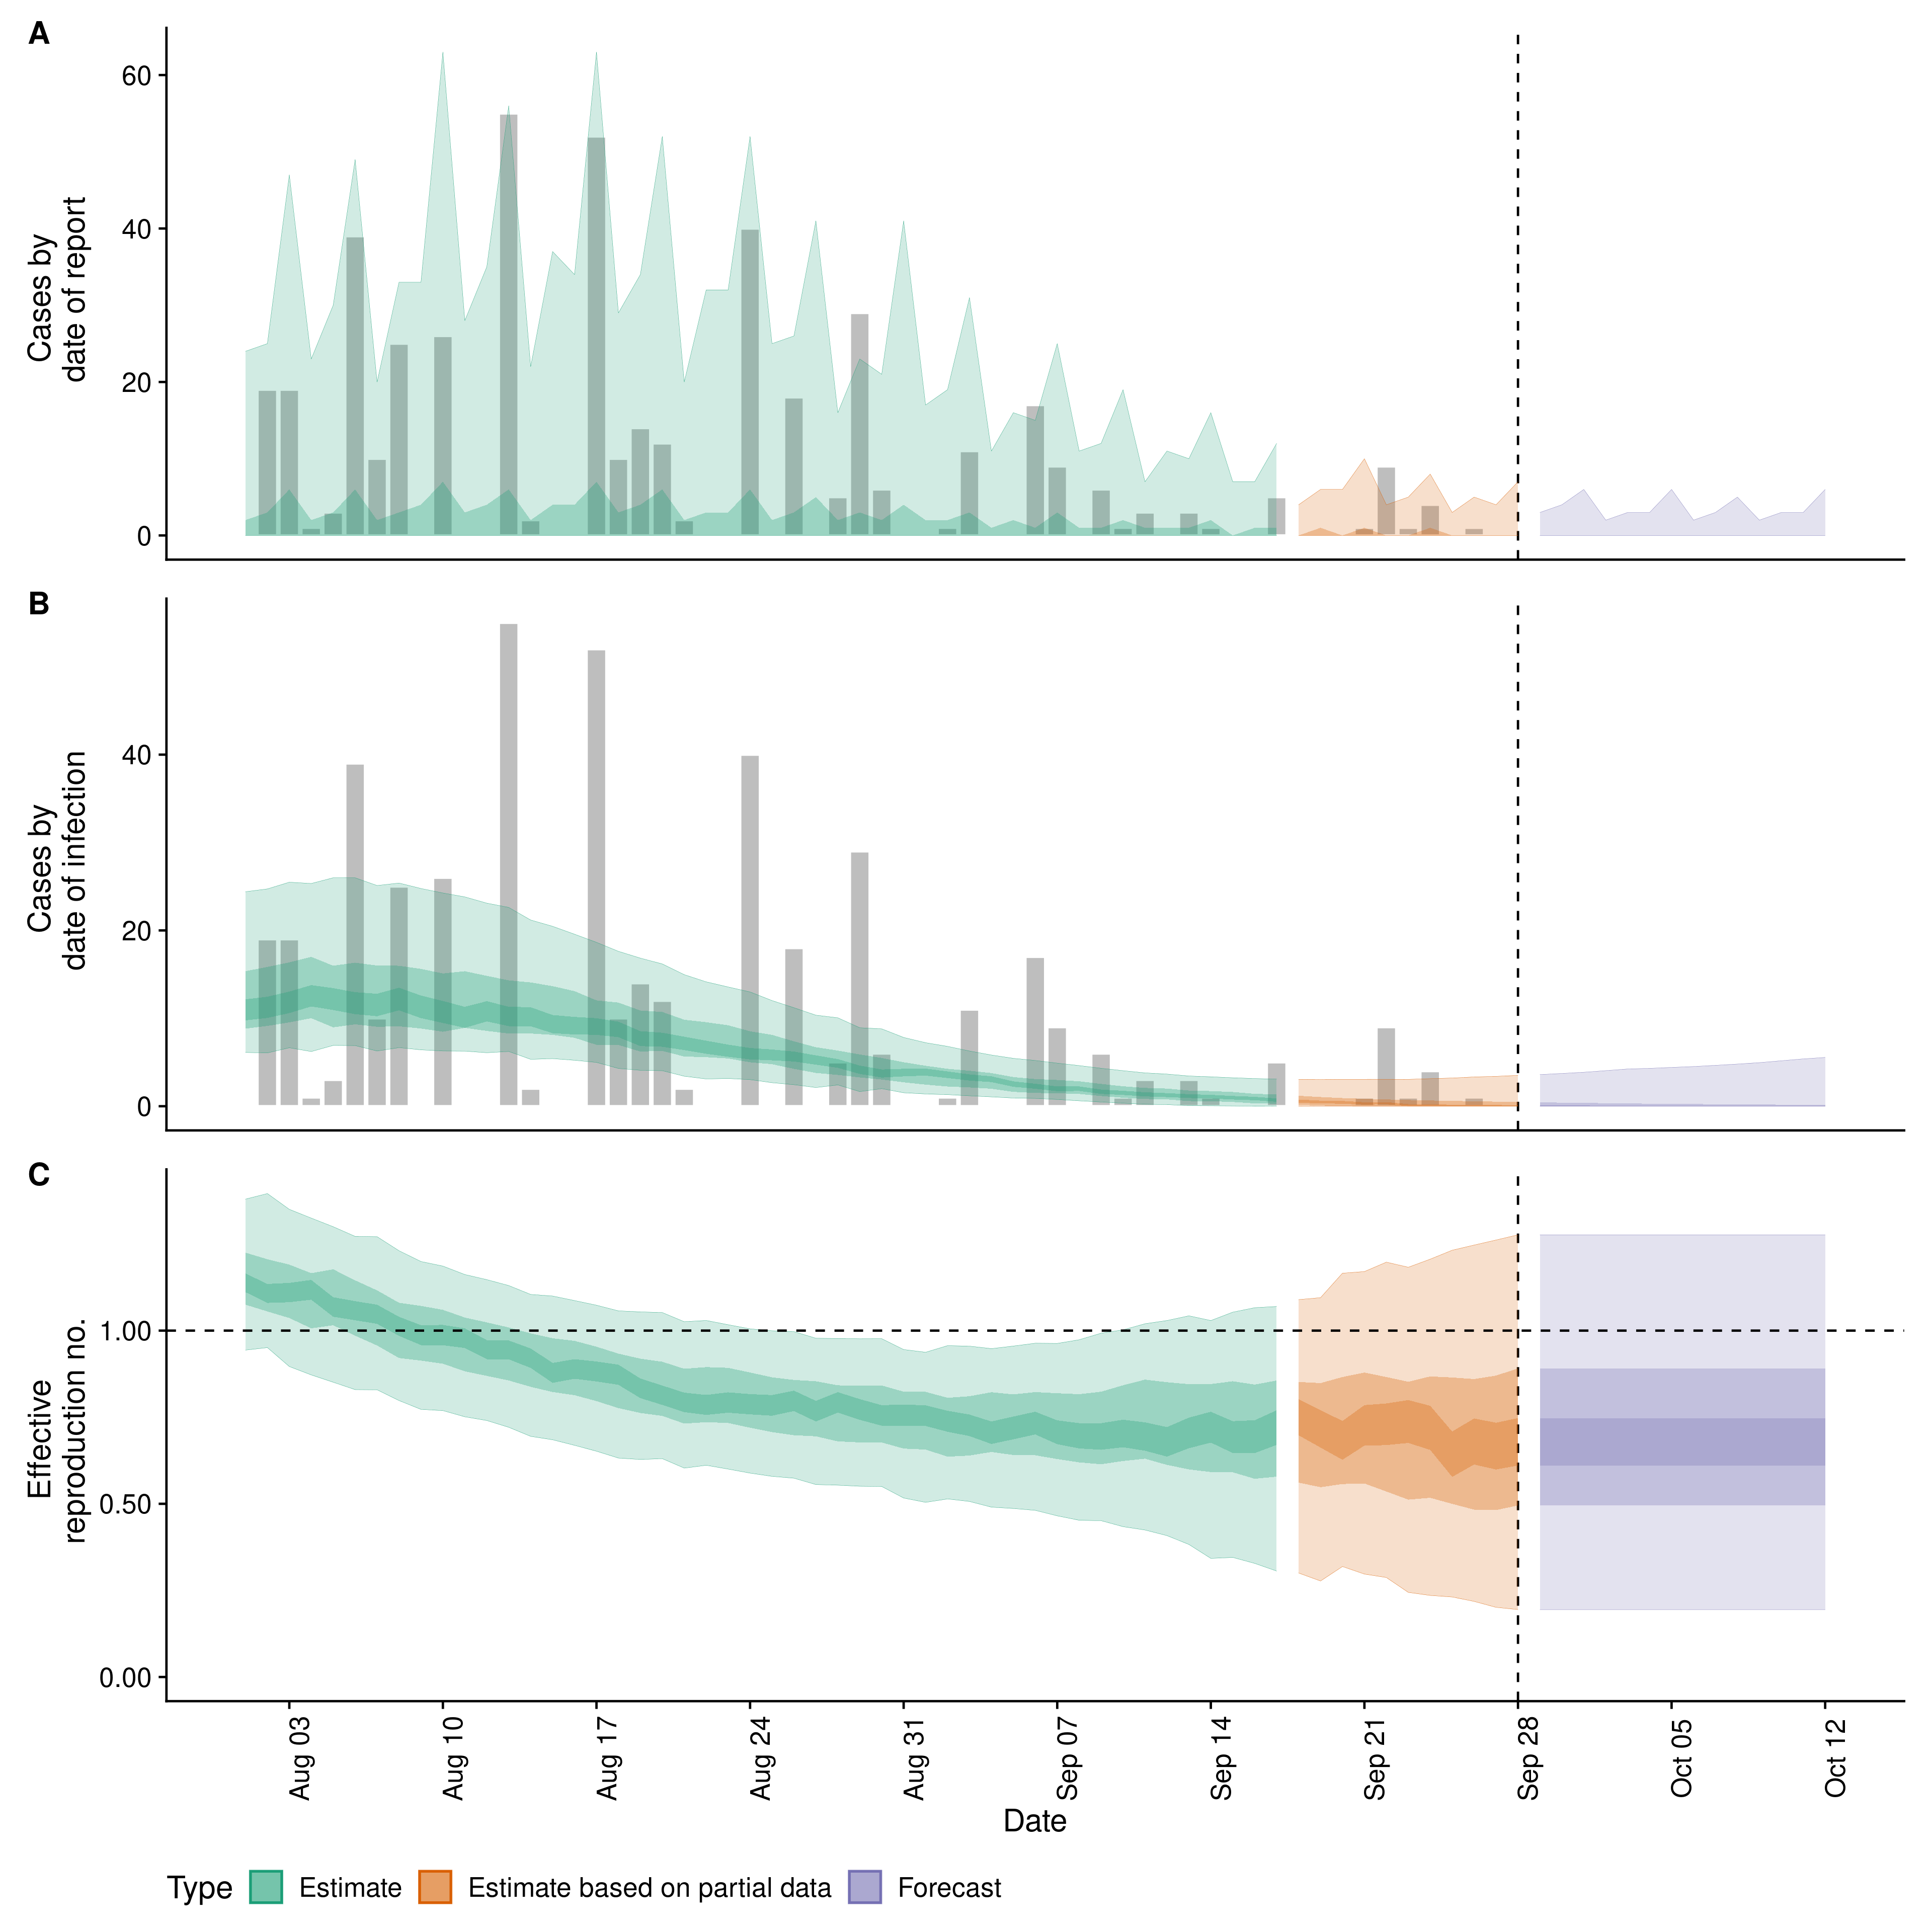 A
Cases by
date of report
60
40
20
0
B
Cases by
date of infection
40
20
0
C
Effective
reproduction no.
1.00
0.50
0.00
Aug 03
Aug 10
Aug 17
Aug 24
Aug 31
Sep 07
Sep 14
Sep 21
Sep 28
Oct 05
Oct 12
Date
Type Estimate Estimate based on partial data Forecast